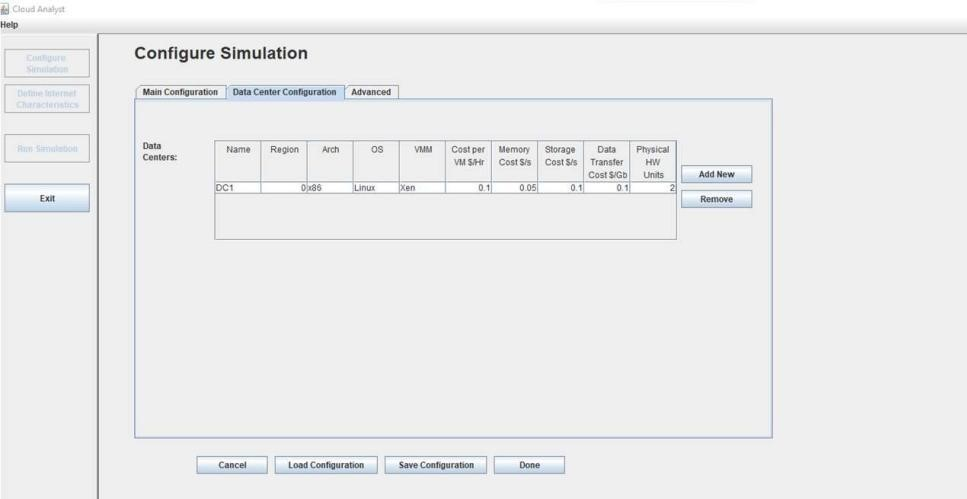 Cloud Analyst
Help
Configure
Simulation
Define Internet
Characteristics
Run Simulation
Exit
Configure Simulation
Main Configuration Data Center Configuration Advanced
Data
Centers:
Name Region Arch OS VMM Cost per VM $/Hr Memory Cost $/s Storage Cost $/s Data Transfer Cost $/Gb Physical HW Units
DC1 0 x86 Linux Xen 0.1 0.05 0.1 0.1 2
Add New
Remove
Cancel Load Configuration Save Configuration Done